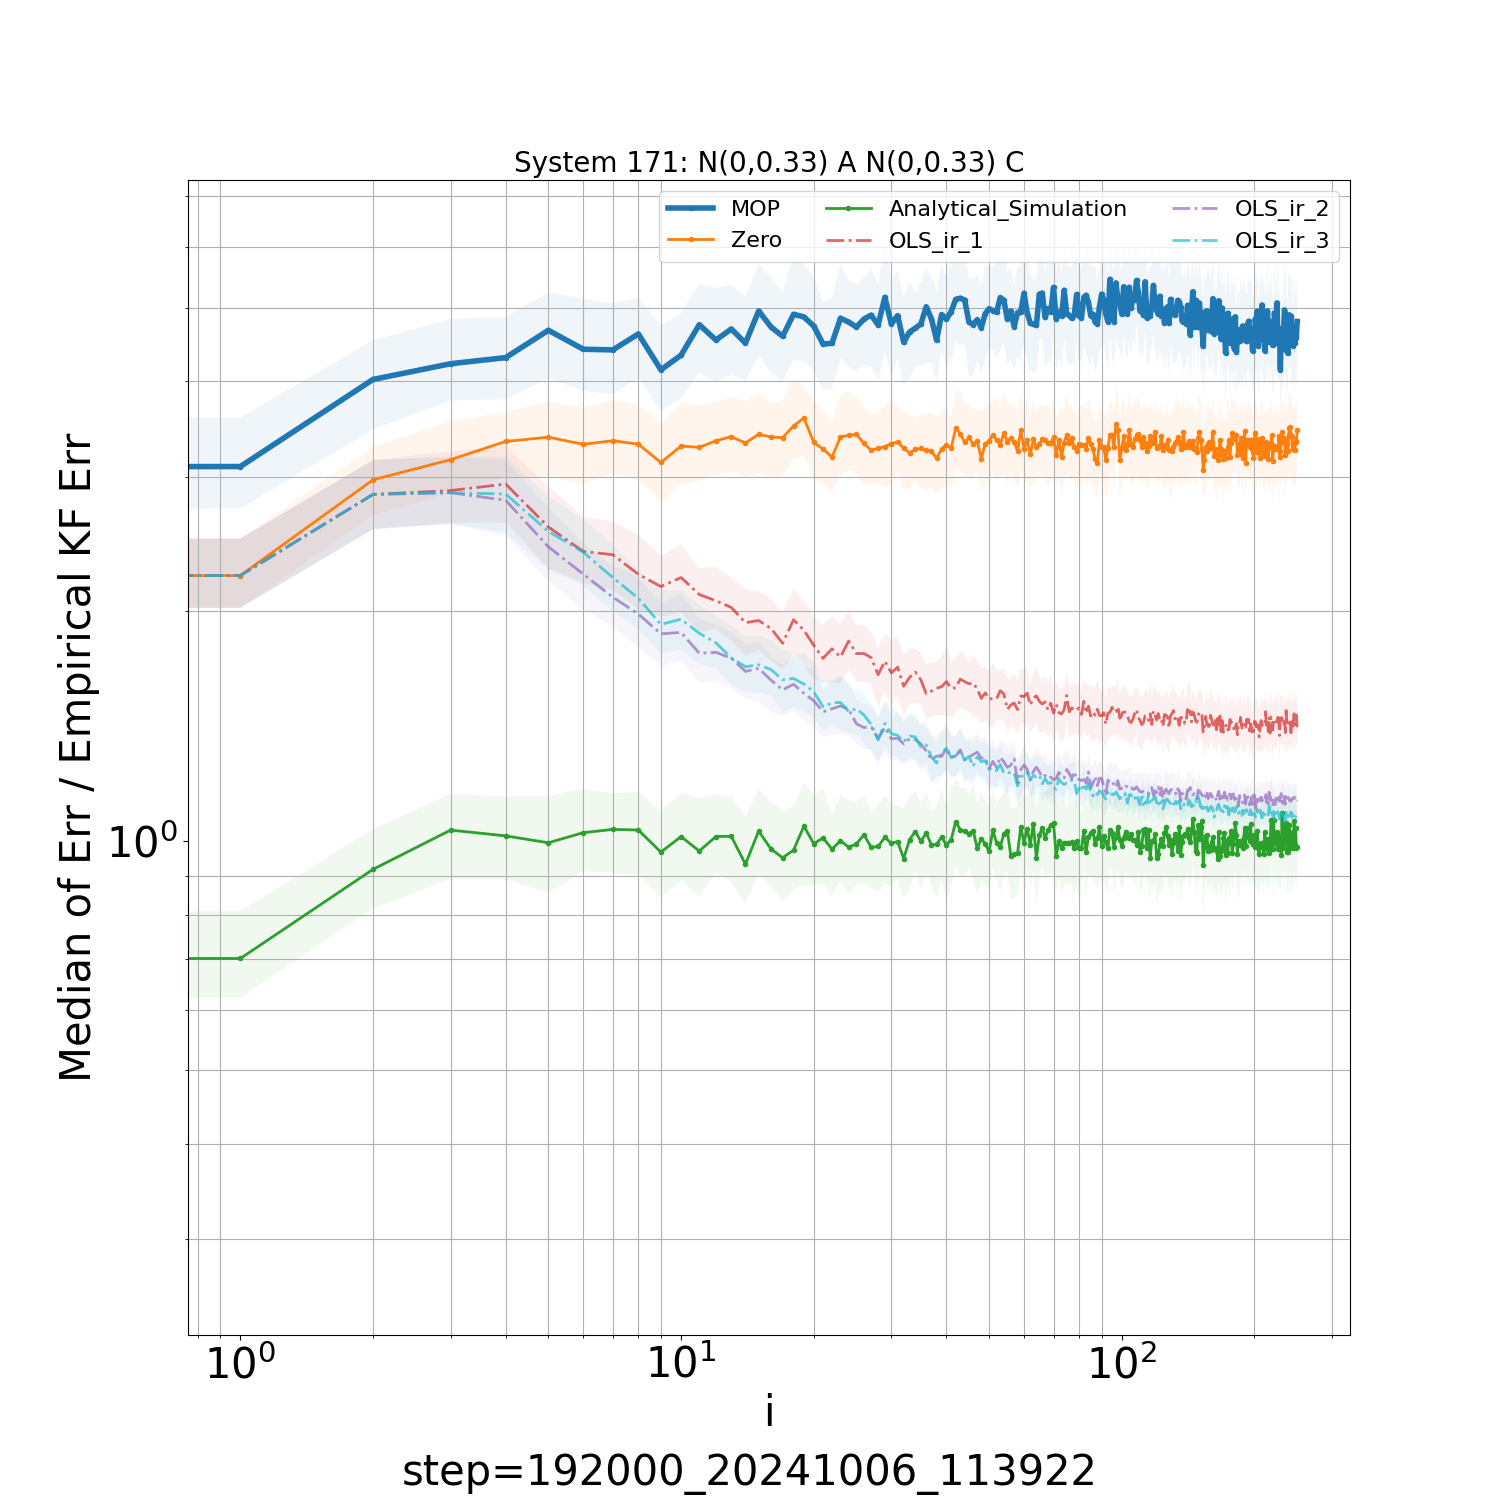 System 171: N(0,0.33) A N(0,0.33) C
MOP
Zero
Analytical_Simulation
OLS_ir_1
OLS_ir_2
OLS_ir_3
Median of Err / Empirical KF Err
10⁰
10⁰
10¹
10²
i
step=192000_20241006_113922